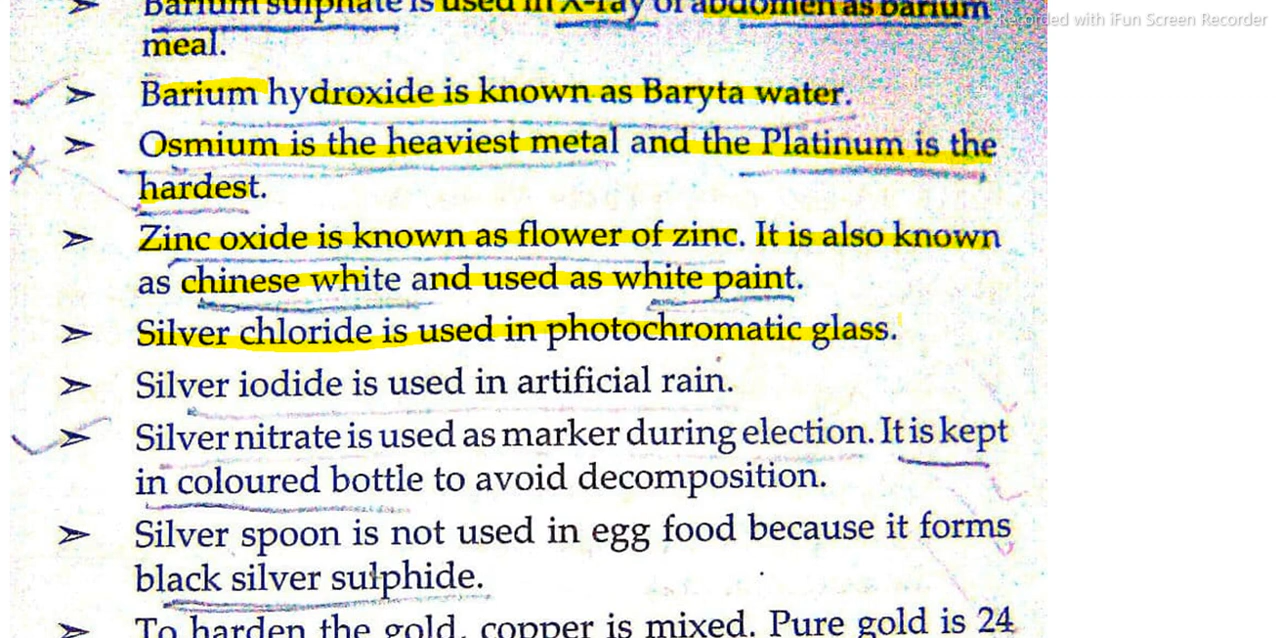 Barium sulphate is used in X-ray of abdomen as barium
meal.
Recorded with iFun Screen Recorder
➢ Barium hydroxide is known as Baryta water.
➢ Osmium is the heaviest metal and the Platinum is the
hardest.
➢ Zinc oxide is known as flower of zinc. It is also known
as chinese white and used as white paint.
➢ Silver chloride is used in photochromatic glass.
➢ Silver iodide is used in artificial rain.
➢ Silver nitrate is used as marker during election. It is kept
in coloured bottle to avoid decomposition.
➢ Silver spoon is not used in egg food because it forms
black silver sulphide.
➢ To harden the gold, copper is mixed. Pure gold is 24